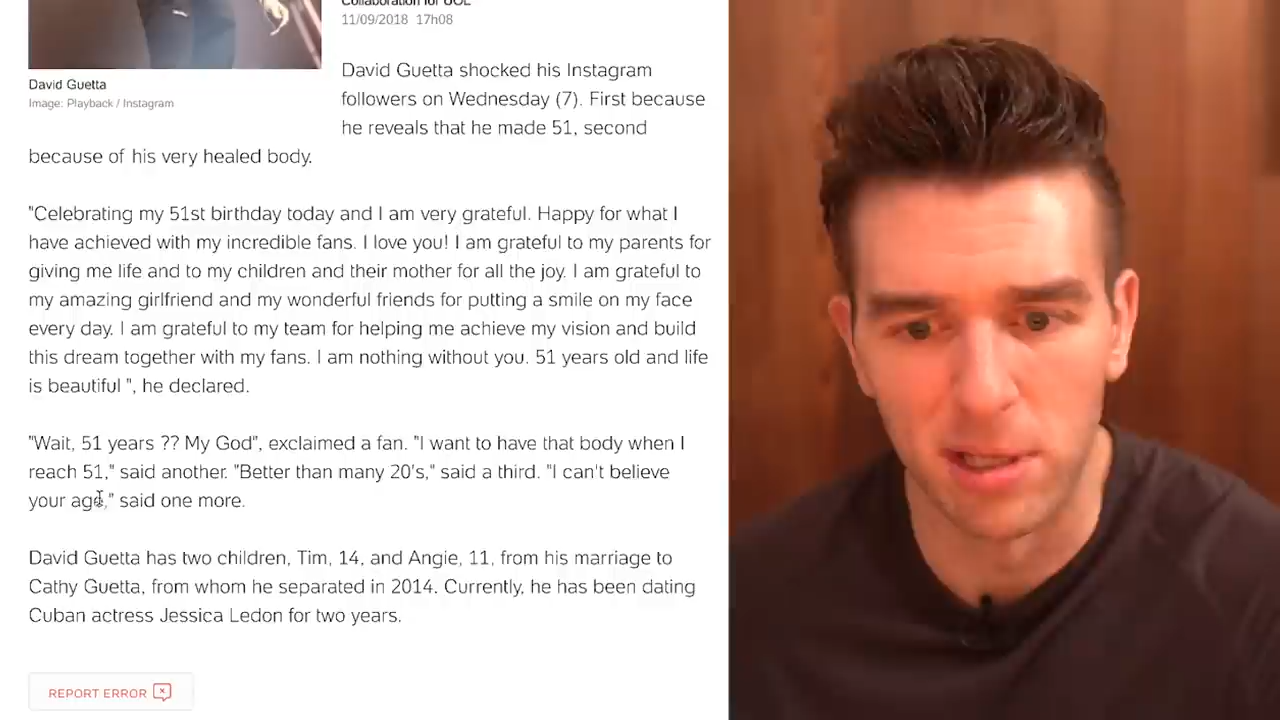 Collaboration for UOL
11/09/2018 17h08
David Guetta
Image: Playback / Instagram
David Guetta shocked his Instagram
followers on Wednesday (7). First because
he reveals that he made 51, second
because of his very healed body.
"Celebrating my 51st birthday today and I am very grateful. Happy for what I
have achieved with my incredible fans. I love you! I am grateful to my parents for
giving me life and to my children and their mother for all the joy. I am grateful to
my amazing girlfriend and my wonderful friends for putting a smile on my face
every day. I am grateful to my team for helping me achieve my vision and build
this dream together with my fans. I am nothing without you. 51 years old and life
is beautiful ", he declared.
"Wait, 51 years ?? My God", exclaimed a fan. "I want to have that body when I
reach 51," said another. "Better than many 20's," said a third. "I can't believe
your age," said one more.
David Guetta has two children, Tim, 14, and Angie, 11, from his marriage to
Cathy Guetta, from whom he separated in 2014. Currently, he has been dating
Cuban actress Jessica Ledon for two years.
REPORT ERROR